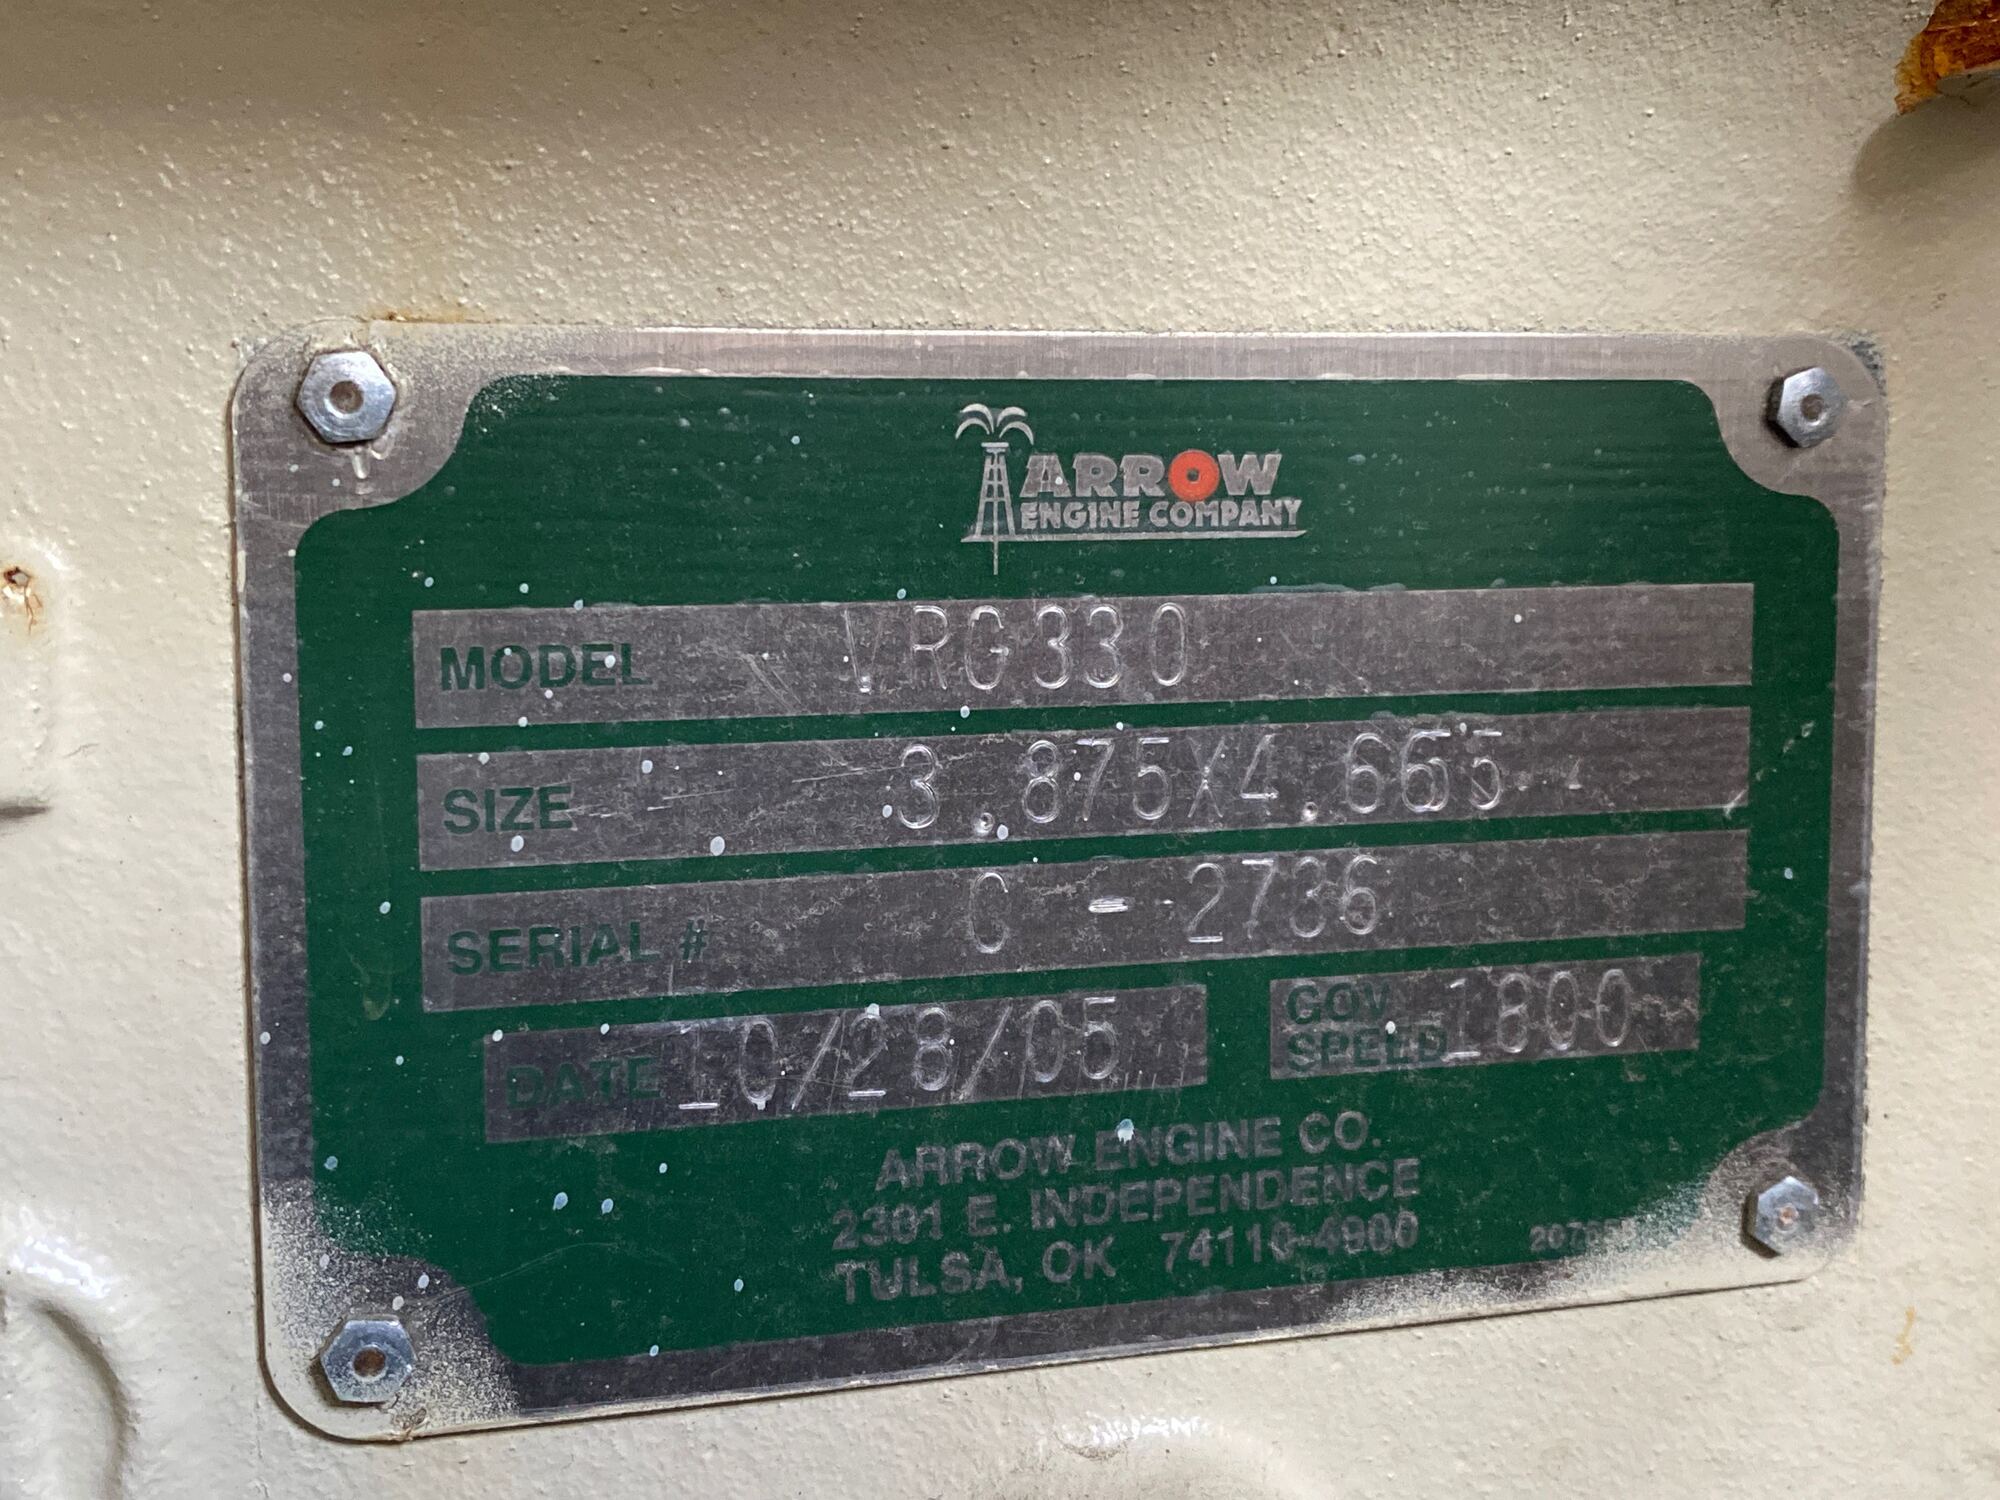 ARROW
ENGINE COMPANY
MODEL VRG330
SIZE 3.875X4.665
SERIAL # C - 2736
DATE 10/28/05
GOV SPEED 1800
ARROW ENGINE CO.
2301 E. INDEPENDENCE
TULSA, OK 74110-4900